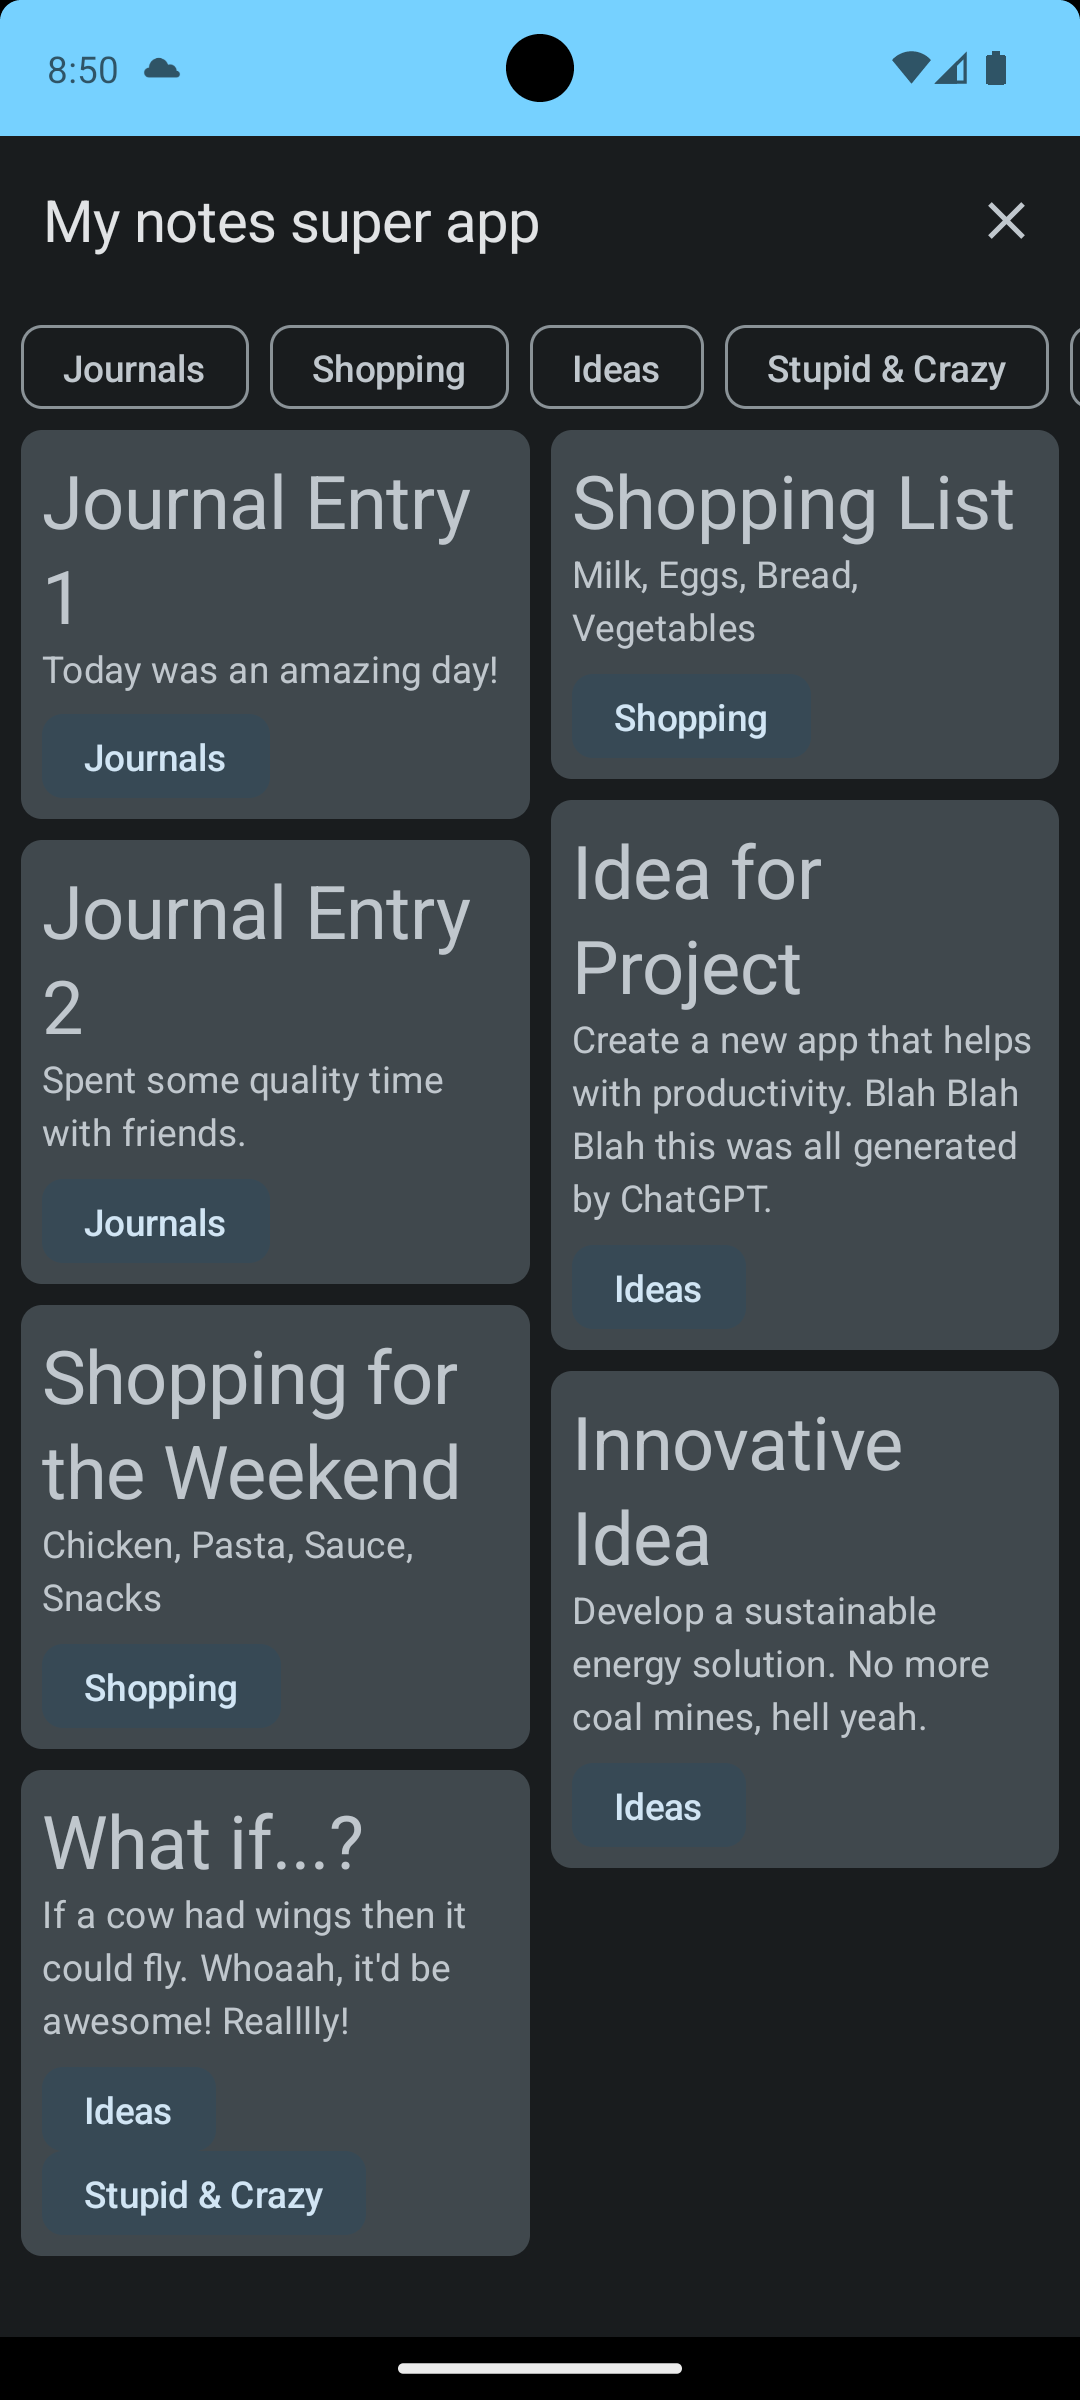 8:50
My notes super app
Journals
Shopping
Ideas
Stupid & Crazy
Journal Entry
1
Today was an amazing day!
Journals
Shopping List
Milk, Eggs, Bread,
Vegetables
Shopping
Journal Entry
2
Spent some quality time
with friends.
Journals
Idea for
Project
Create a new app that helps
with productivity. Blah Blah
Blah this was all generated
by ChatGPT.
Ideas
Shopping for
the Weekend
Chicken, Pasta, Sauce,
Snacks
Shopping
Innovative
Idea
Develop a sustainable
energy solution. No more
coal mines, hell yeah.
Ideas
What if...?
If a cow had wings then it
could fly. Whoaah, it'd be
awesome! Realllly!
Ideas
Stupid & Crazy